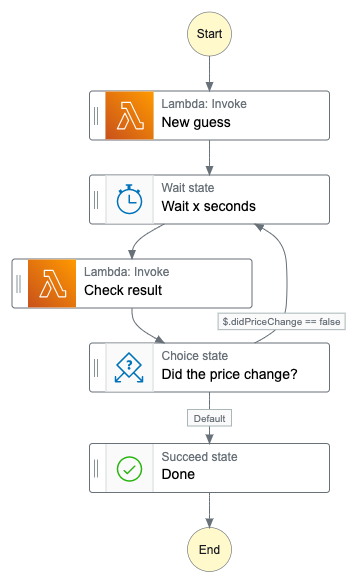 Start
Lambda: Invoke
New guess
Wait state
Wait x seconds
Lambda: Invoke
Check result
$.didPriceChange == false
Choice state
Did the price change?
Default
Succeed state
Done
End